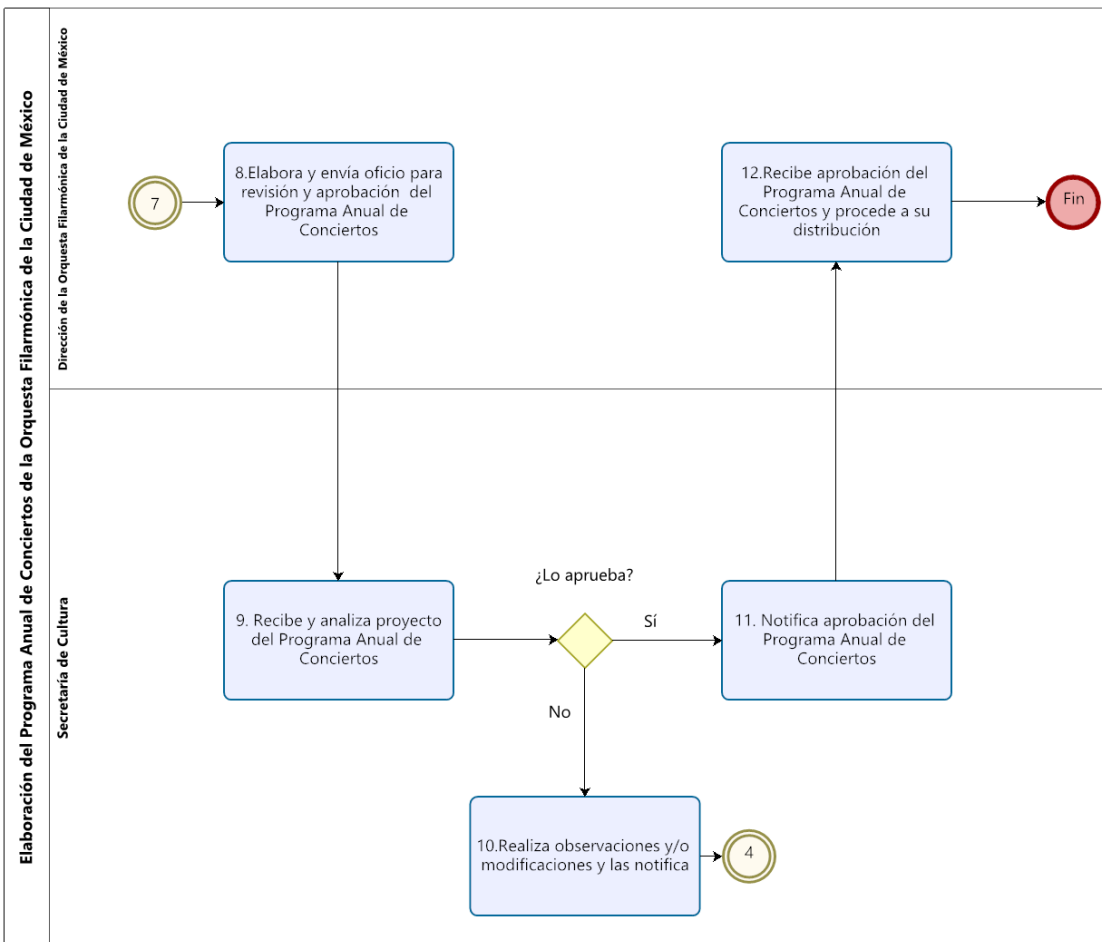 Elaboración del Programa Anual de Conciertos de la Orquesta Filarmónica de la Ciudad de México
Dirección de la Orquesta Filarmónica de la Ciudad de México
7
8.Elabora y envía oficio para
revisión y aprobación del
Programa Anual de
Conciertos
12.Recibe aprobación del
Programa Anual de
Conciertos y procede a su
distribución
Fin
Secretaría de Cultura
9. Recibe y analiza proyecto
del Programa Anual de
Conciertos
¿Lo aprueba?
Sí
No
11. Notifica aprobación del
Programa Anual de
Conciertos
10.Realiza observaciones y/o
modificaciones y las notifica
4